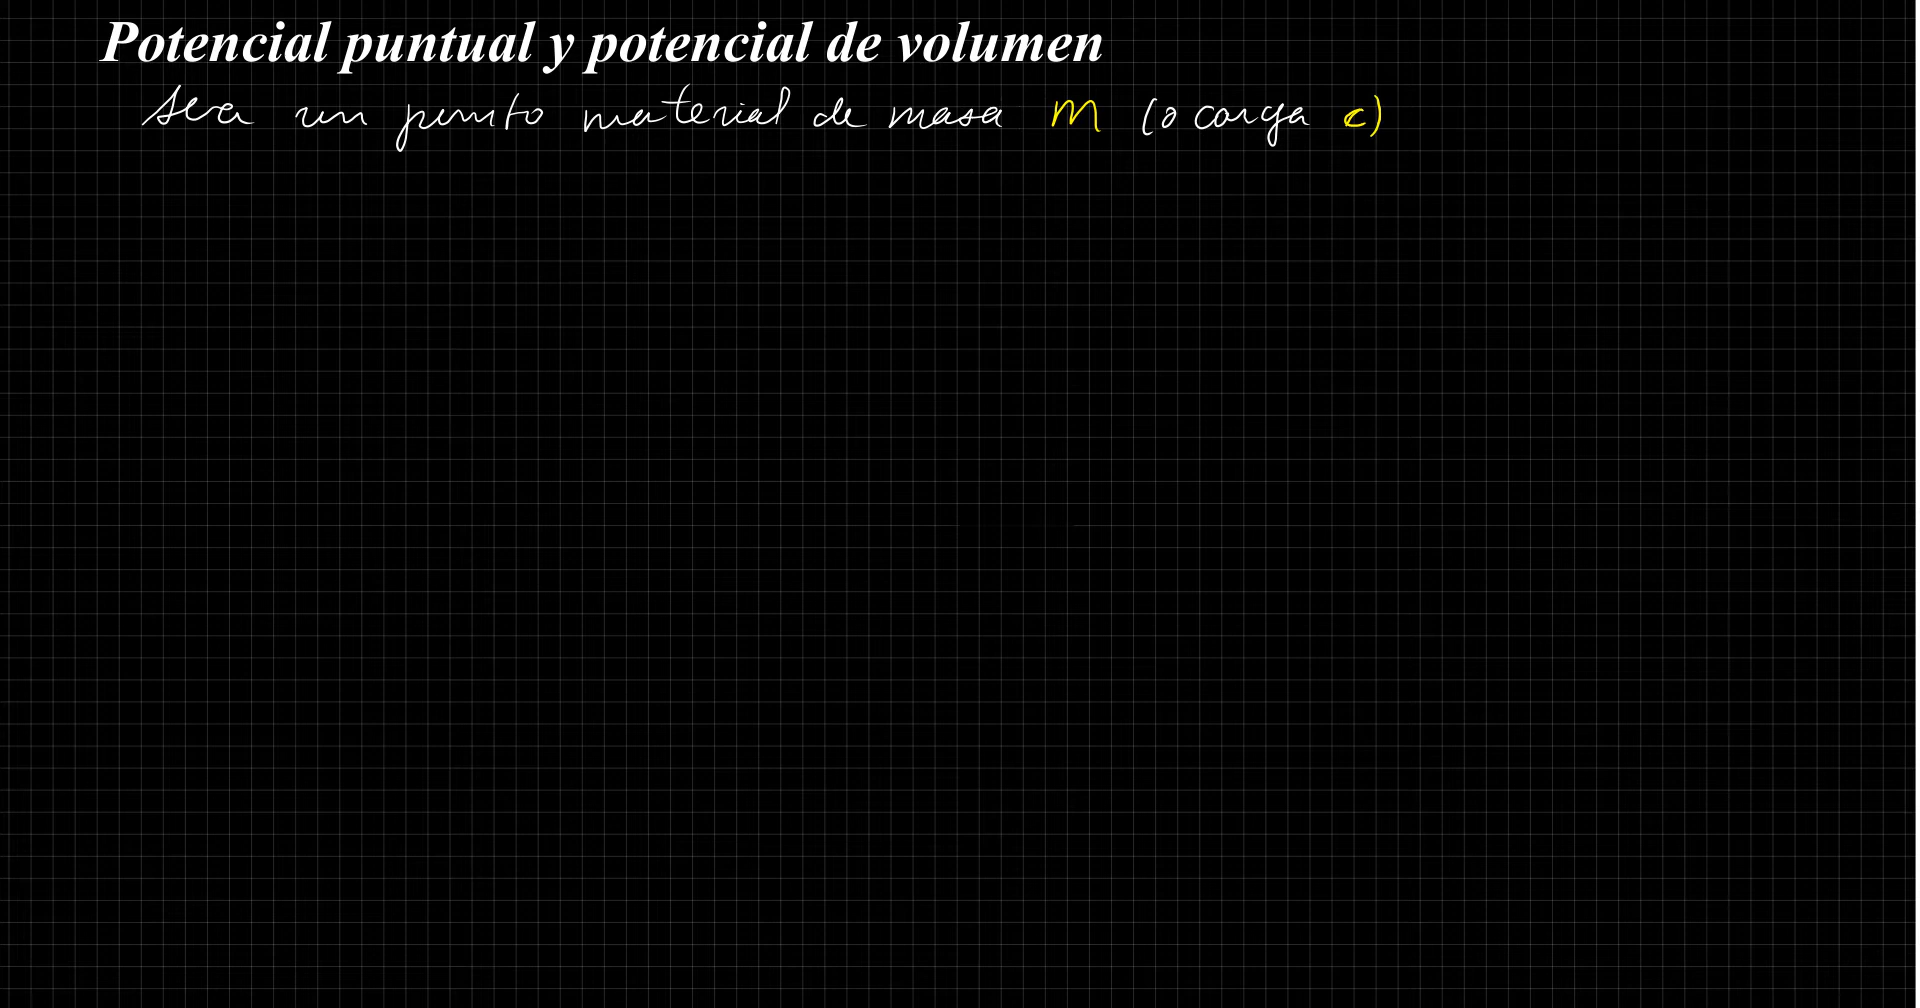 Potencial puntual y potencial de volumen
Sea un punto material de masa m (o carga c)